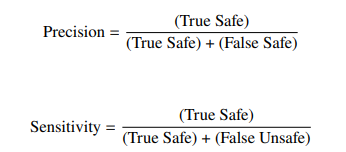 Precision = (True Safe) / (True Safe) + (False Safe)
Sensitivity = (True Safe) / (True Safe) + (False Unsafe)